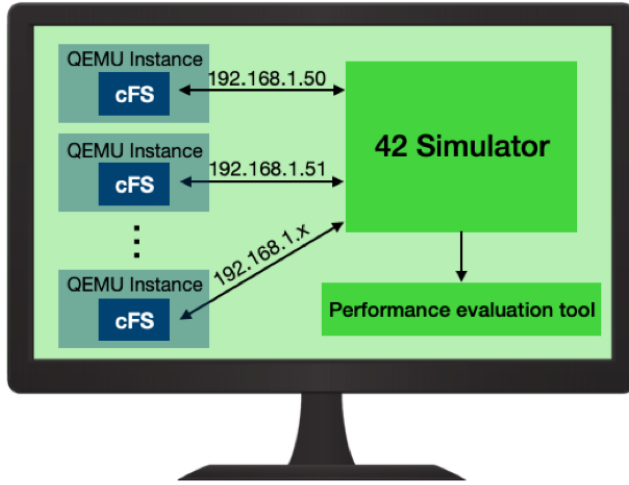 QEMU Instance
cFS
192.168.1.50
QEMU Instance
cFS
192.168.1.51
42 Simulator
QEMU Instance
cFS
192.168.1.x
Performance evaluation tool